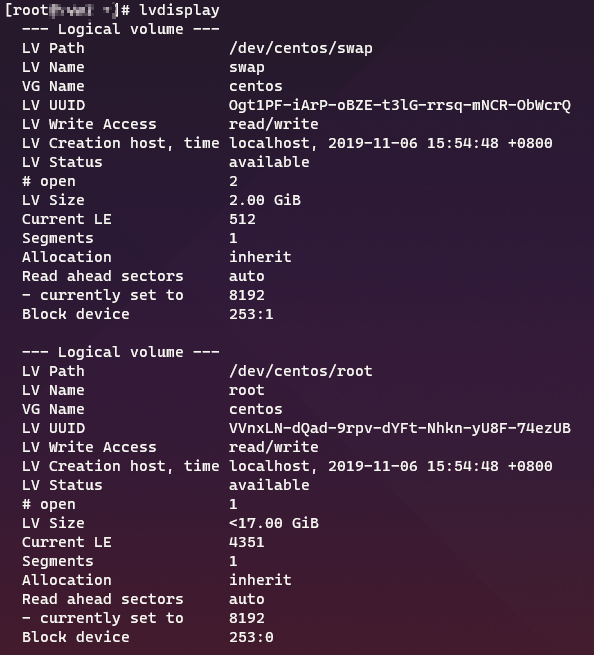 [root ]# lvdisplay
--- Logical volume ---
LV Path /dev/centos/swap
LV Name swap
VG Name centos
LV UUID Ogt1PF-iArP-oBZE-t3lG-rrsq-mNCR-ObWcrQ
LV Write Access read/write
LV Creation host, time localhost, 2019-11-06 15:54:48 +0800
LV Status available
# open 2
LV Size 2.00 GiB
Current LE 512
Segments 1
Allocation inherit
Read ahead sectors auto
- currently set to 8192
Block device 253:1
--- Logical volume ---
LV Path /dev/centos/root
LV Name root
VG Name centos
LV UUID VVnxLN-dQad-9rpv-dYFt-Nhkn-yU8F-74ezUB
LV Write Access read/write
LV Creation host, time localhost, 2019-11-06 15:54:48 +0800
LV Status available
# open 1
LV Size <17.00 GiB
Current LE 4351
Segments 1
Allocation inherit
Read ahead sectors auto
- currently set to 8192
Block device 253:0